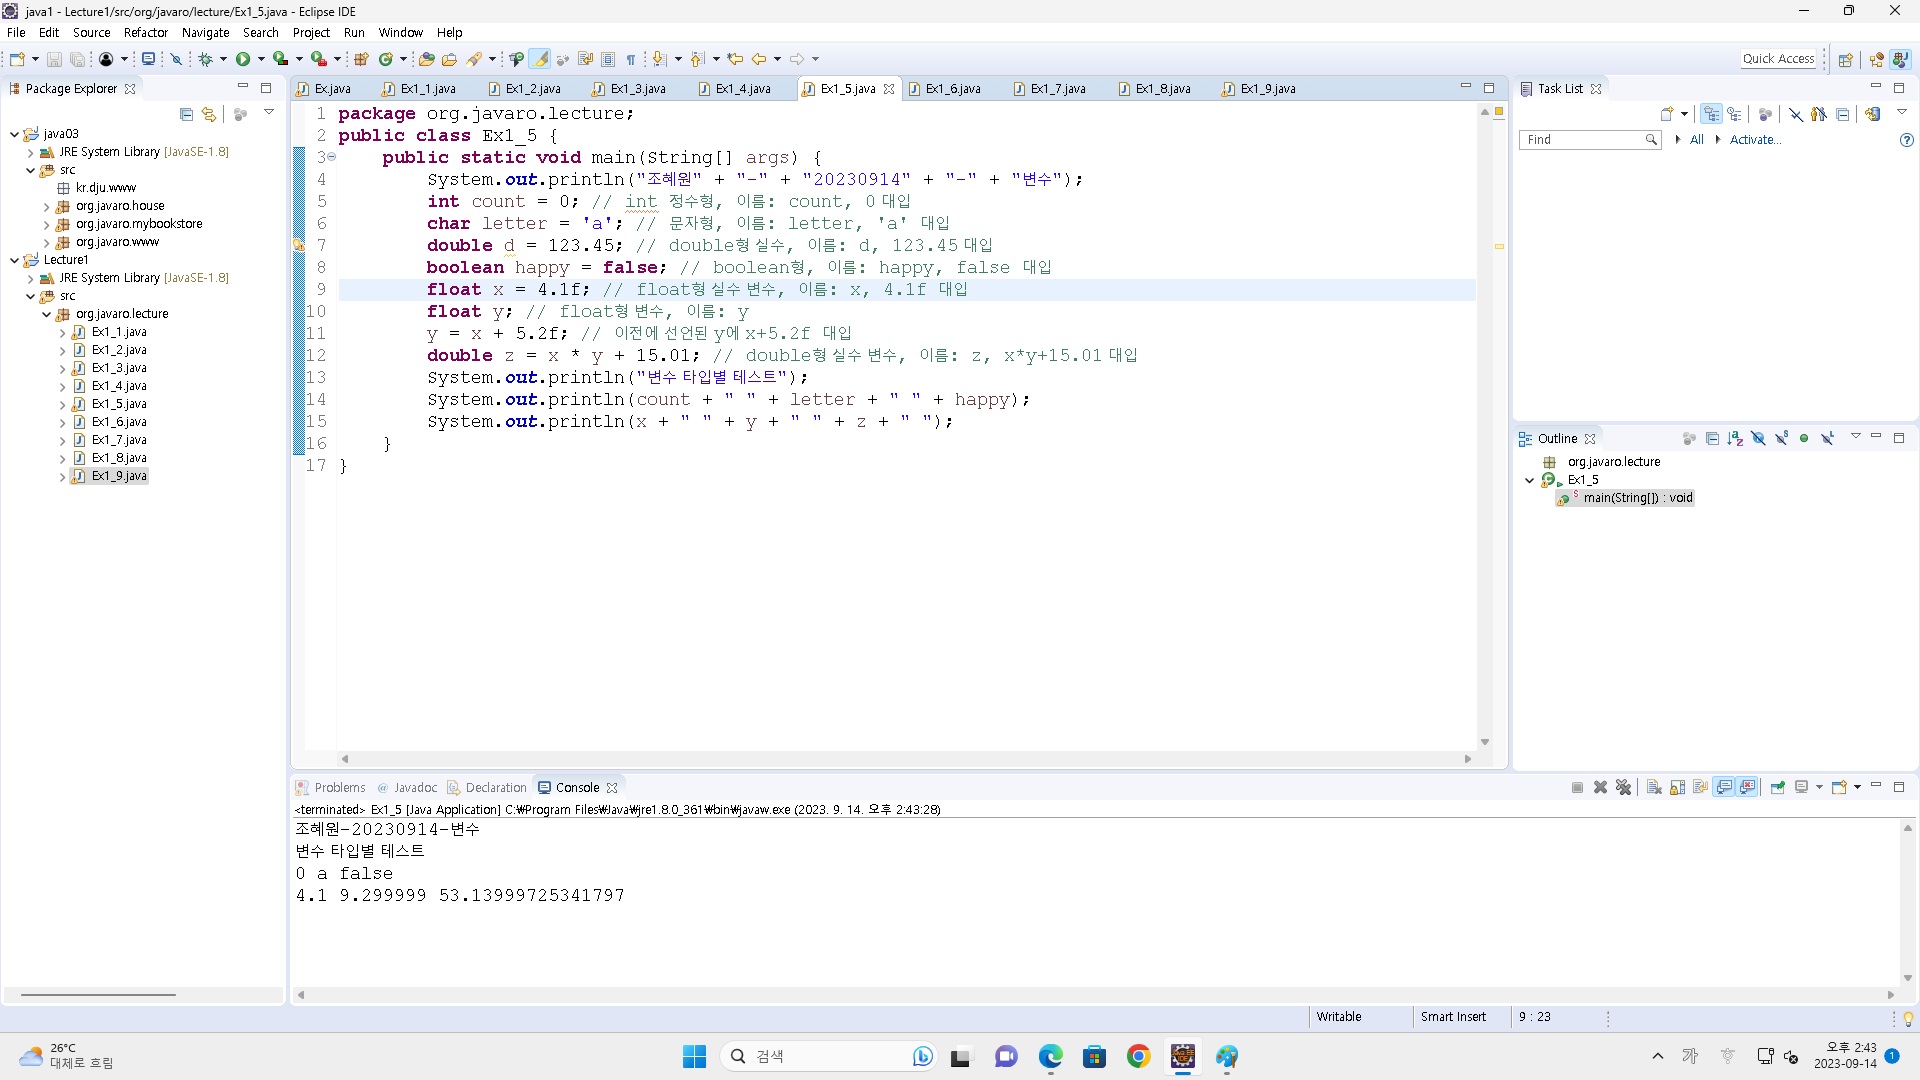 java1 - Lecture1/src/org/javaro/lecture/Ex1_5.java - Eclipse IDE
File Edit Source Refactor Navigate Search Project Run Window Help
Quick Access
Package Explorer
java03
JRE System Library [JavaSE-1.8]
src
kr.dju.www
org.javaro.house
org.javaro.mybookstore
org.javaro.www
Lecture1
JRE System Library [JavaSE-1.8]
src
org.javaro.lecture
Ex1_1.java
Ex1_2.java
Ex1_3.java
Ex1_4.java
Ex1_5.java
Ex1_6.java
Ex1_7.java
Ex1_8.java
Ex1_9.java
Ex.java Ex1_1.java Ex1_2.java Ex1_3.java Ex1_4.java Ex1_5.java Ex1_6.java Ex1_7.java Ex1_8.java Ex1_9.java
1 package org.javaro.lecture;
2 public class Ex1_5 {
3 public static void main(String[] args) {
4 System.out.println("조혜원" + "-" + "20230914" + "-" + "변수");
5 int count = 0; // int 정수형, 이름: count, 0 대입
6 char letter = 'a'; // 문자형, 이름: letter, 'a' 대입
7 double d = 123.45; // double형 실수, 이름: d, 123.45 대입
8 boolean happy = false; // boolean형, 이름: happy, false 대입
9 float x = 4.1f; // float형 실수 변수, 이름: x, 4.1f 대입
10 float y; // float형 변수, 이름: y
11 y = x + 5.2f; // 이전에 선언된 y에 x+5.2f 대입
12 double z = x * y + 15.01; // double형 실수 변수, 이름: z, x*y+15.01 대입
13 System.out.println("변수 타입별 테스트");
14 System.out.println(count + " " + letter + " " + happy);
15 System.out.println(x + " " + y + " " + z + " ");
16 }
17 }
Task List
Find
All
Activate...
Outline
org.javaro.lecture
Ex1_5
main(String[]) : void
Problems Javadoc Declaration Console
<terminated> Ex1_5 [Java Application] C:₩Program Files₩Java₩jre1.8.0_361₩bin₩javaw.exe (2023. 9. 14. 오후 2:43:28)
조혜원-20230914-변수
변수 타입별 테스트
0 a false
4.1 9.299999 53.13999725341797
Writable Smart Insert 9 : 23
26°C
대체로 흐림
검색
가
오후 2:43
2023-09-14
1